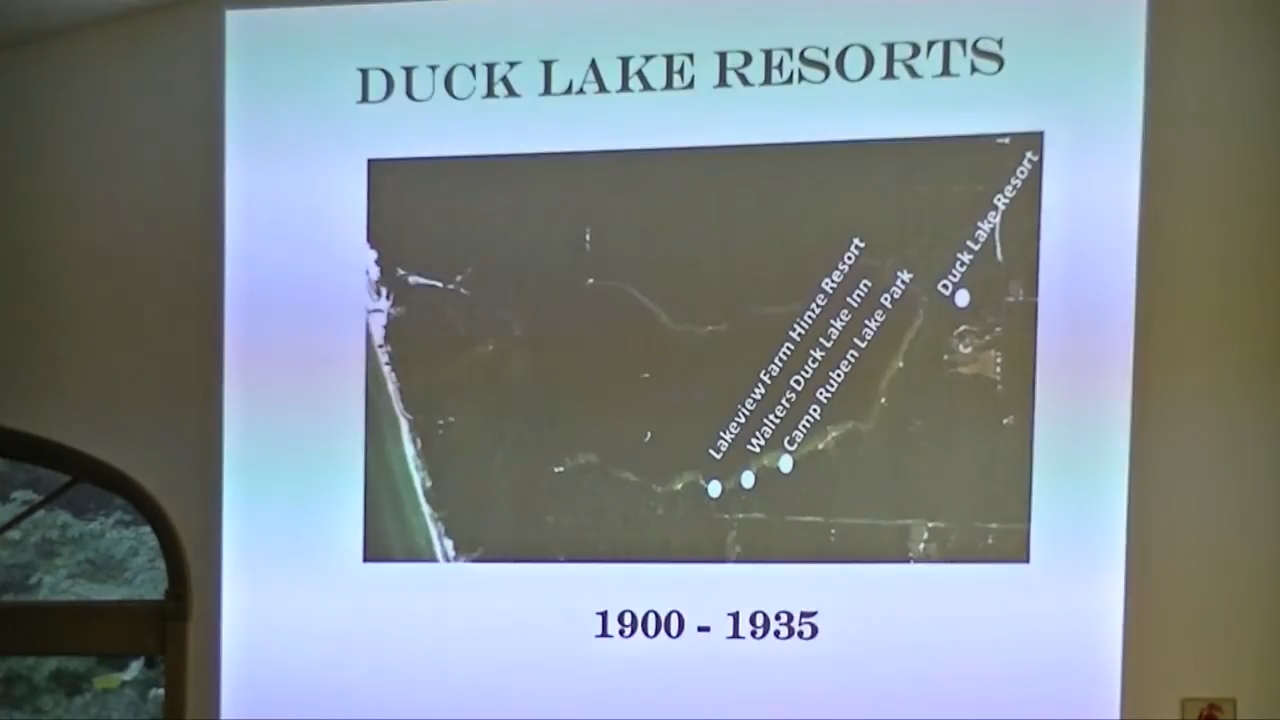 DUCK LAKE RESORTS
Lakeview Farm Hinze Resort
Walters Duck Lake Inn
Camp Ruben Lake Park
Duck Lake Resort
1900 - 1935